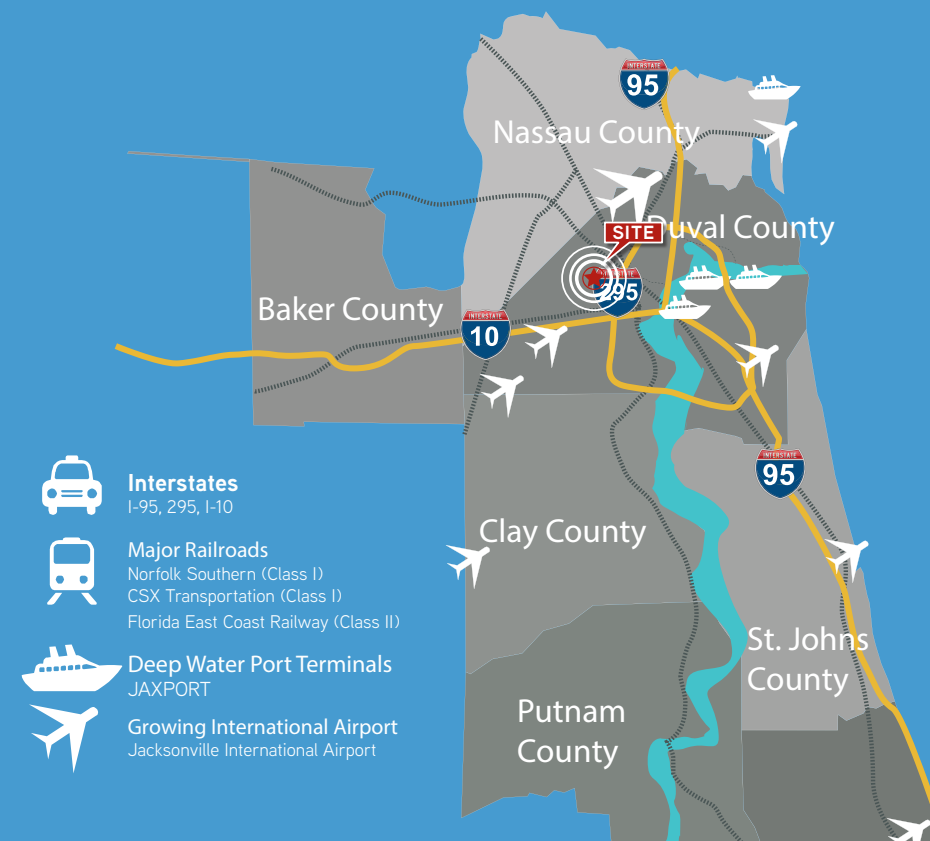 INTERSTATE
95
Nassau County
Duval County
SITE
INTERSTATE
295
Baker County
INTERSTATE
10
INTERSTATE
95
Interstates
I-95, 295, I-10
Clay County
Major Railroads
Norfolk Southern (Class I)
CSX Transportation (Class I)
Florida East Coast Railway (Class II)
St. Johns
County
Deep Water Port Terminals
JAXPORT
Putnam
County
Growing International Airport
Jacksonville International Airport